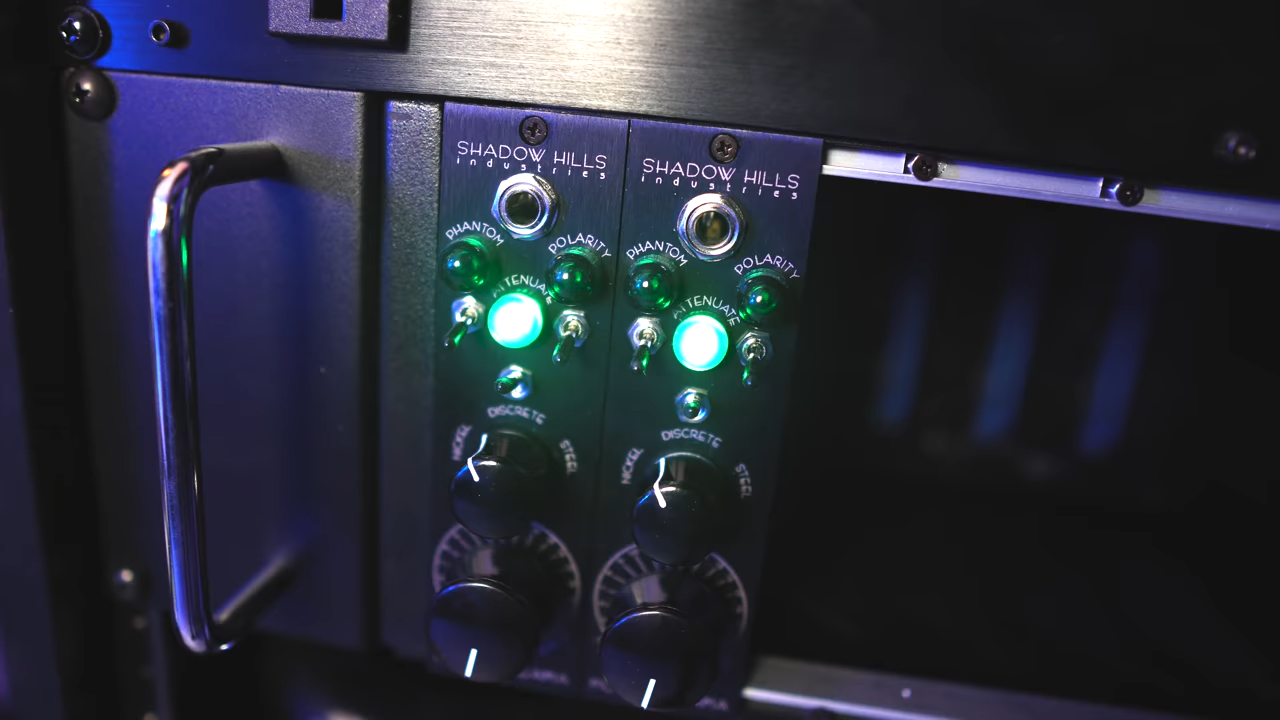 SHADOW HILLS
industries
PHANTOM
POLARITY
ATTENUATE
DISCRETE
NICKEL
STEEL
SHADOW HILLS
industries
PHANTOM
POLARITY
ATTENUATE
DISCRETE
NICKEL
STEEL